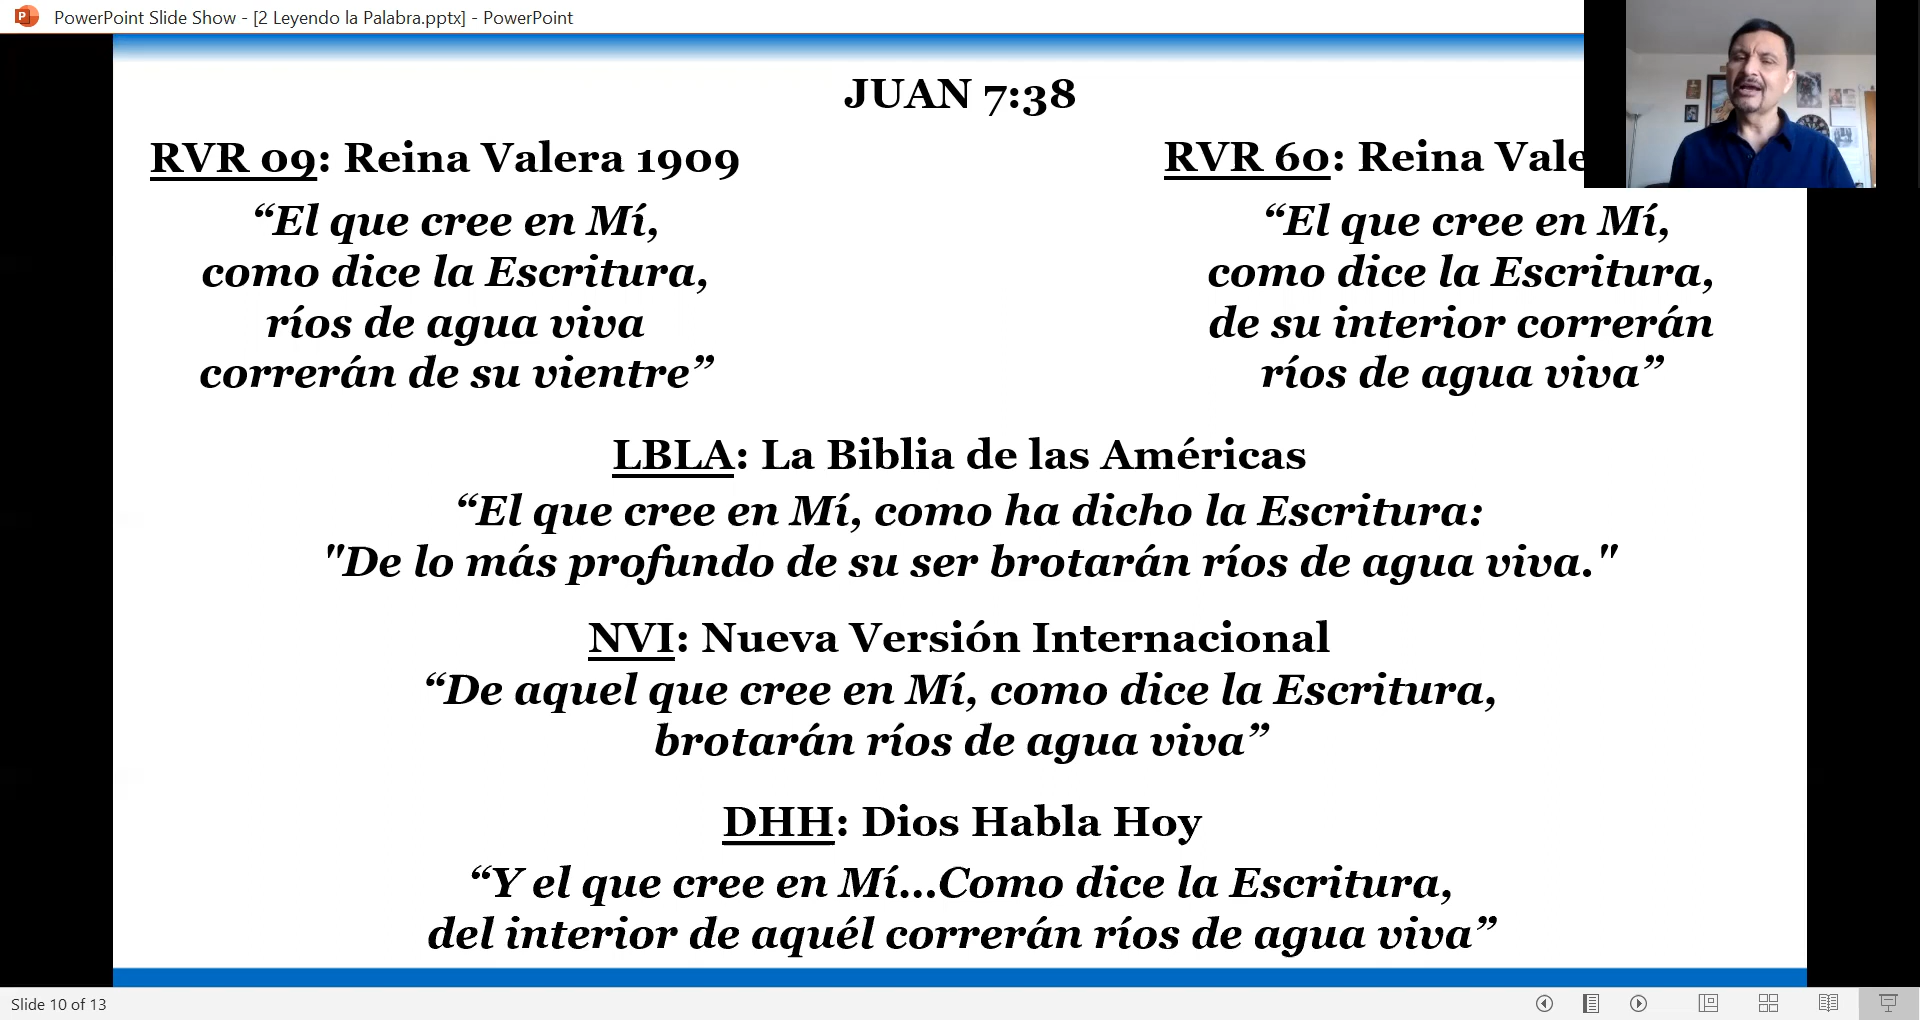 PowerPoint Slide Show - [2 Leyendo la Palabra.pptx] - PowerPoint
JUAN 7:38
RVR 09: Reina Valera 1909
“El que cree en Mí,
como dice la Escritura,
ríos de agua viva
correrán de su vientre”
RVR 60: Reina Vale
“El que cree en Mí,
como dice la Escritura,
de su interior correrán
ríos de agua viva”
LBLA: La Biblia de las Américas
“El que cree en Mí, como ha dicho la Escritura:
"De lo más profundo de su ser brotarán ríos de agua viva."
NVI: Nueva Versión Internacional
“De aquel que cree en Mí, como dice la Escritura,
brotarán ríos de agua viva”
DHH: Dios Habla Hoy
“Y el que cree en Mí...Como dice la Escritura,
del interior de aquél correrán ríos de agua viva”
Slide 10 of 13